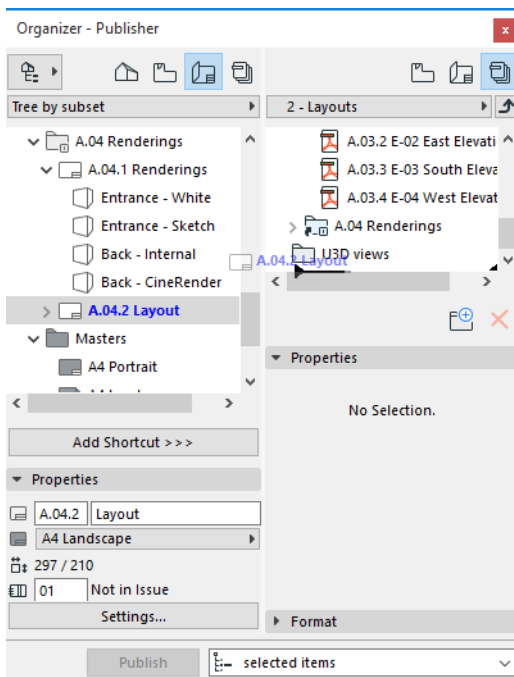 Organizer - Publisher
x
Tree by subset
2 - Layouts
A.04 Renderings
A.04.1 Renderings
Entrance - White
Entrance - Sketch
Back - Internal
Back - CineRender
A.04.2 Layout
Masters
A4 Portrait
A.03.2 E-02 East Elevati
A.03.3 E-03 South Eleva
A.03.4 E-04 West Elevat
A.04 Renderings
U3D views
A.04.2 Layout
Add Shortcut >>>
Properties
A.04.2 Layout
A4 Landscape
297 / 210
01 Not in Issue
Settings...
Properties
No Selection.
Format
Publish
selected items